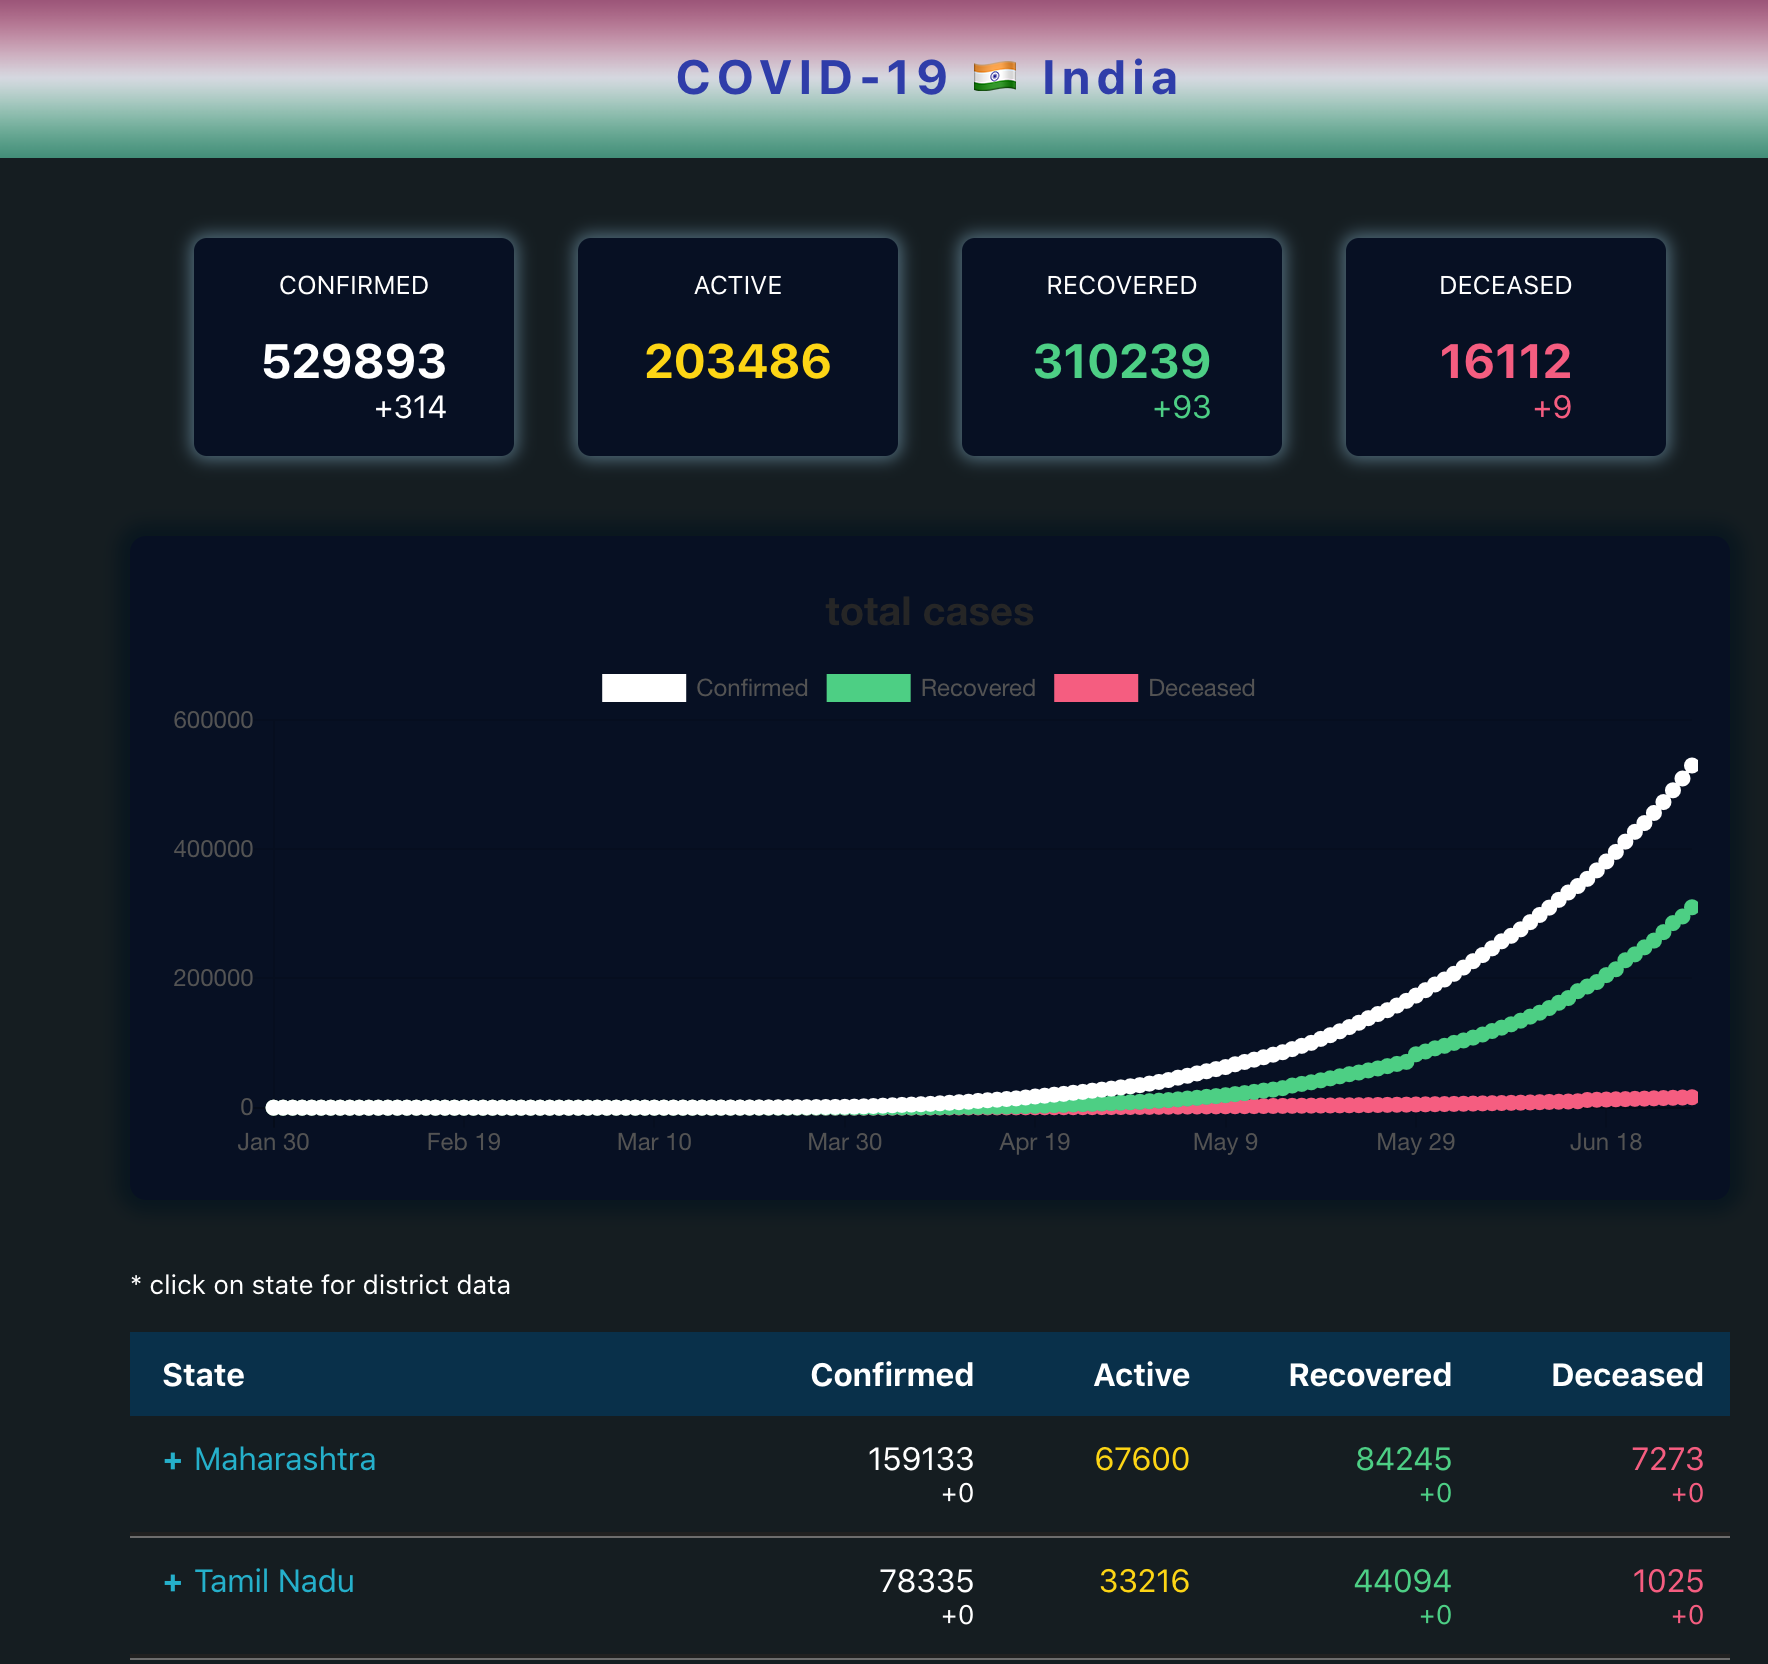 COVID-19 🇮🇳 India
CONFIRMED
529893
+314
ACTIVE
203486
RECOVERED
310239
+93
DECEASED
16112
+9
total cases
Confirmed Recovered Deceased
600000
400000
200000
0
Jan 30 Feb 19 Mar 10 Mar 30 Apr 19 May 9 May 29 Jun 18
* click on state for district data
State Confirmed Active Recovered Deceased
+ Maharashtra 159133 67600 84245 7273
+0 +0 +0
+ Tamil Nadu 78335 33216 44094 1025
+0 +0 +0